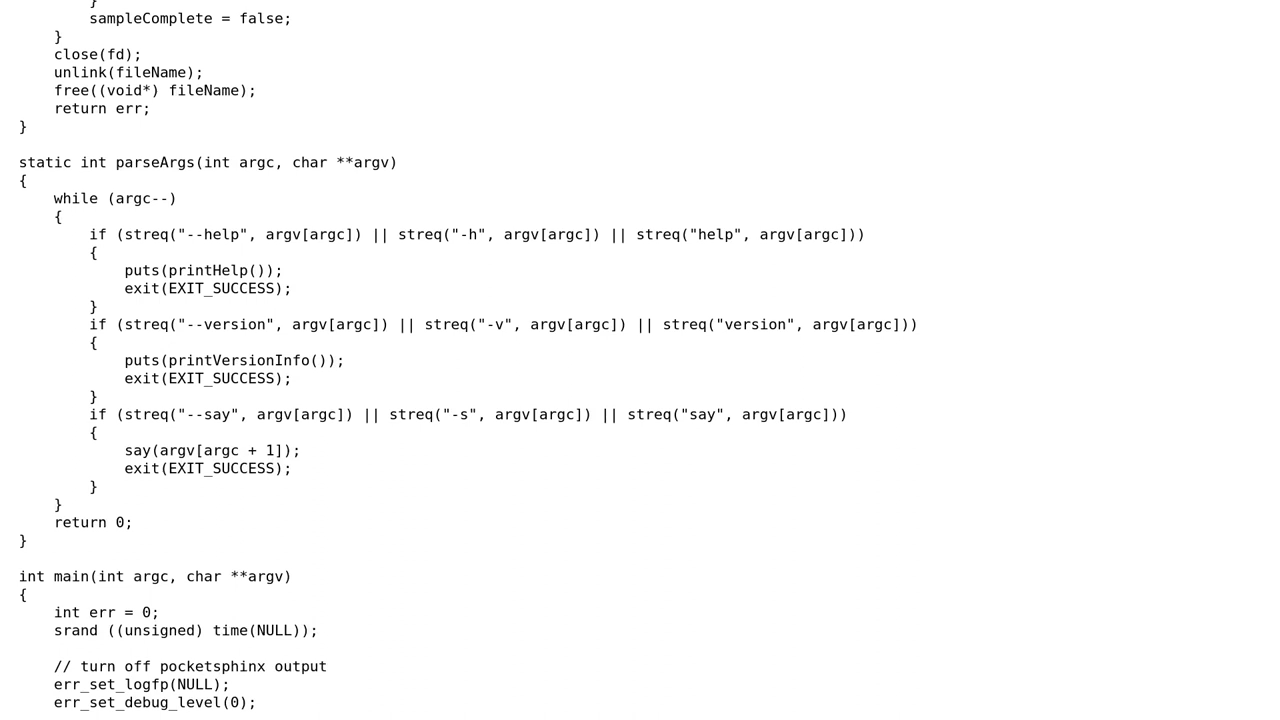 }
        sampleComplete = false;
    }
    close(fd);
    unlink(fileName);
    free((void*) fileName);
    return err;
}

static int parseArgs(int argc, char **argv)
{
    while (argc--)
    {
        if (streq("--help", argv[argc]) || streq("-h", argv[argc]) || streq("help", argv[argc]))
        {
            puts(printHelp());
            exit(EXIT_SUCCESS);
        }
        if (streq("--version", argv[argc]) || streq("-v", argv[argc]) || streq("version", argv[argc]))
        {
            puts(printVersionInfo());
            exit(EXIT_SUCCESS);
        }
        if (streq("--say", argv[argc]) || streq("-s", argv[argc]) || streq("say", argv[argc]))
        {
            say(argv[argc + 1]);
            exit(EXIT_SUCCESS);
        }
    }
    return 0;
}

int main(int argc, char **argv)
{
    int err = 0;
    srand ((unsigned) time(NULL));

    // turn off pocketsphinx output
    err_set_logfp(NULL);
    err_set_debug_level(0);